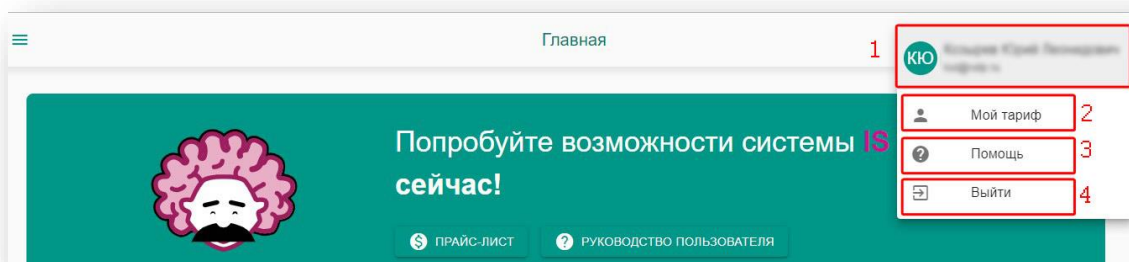 Главная
1
КЮ
Мой тариф
2
Помощь
3
Выйти
4
Попробуйте возможности системы IS
сейчас!
ПРАЙС-ЛИСТ
РУКОВОДСТВО ПОЛЬЗОВАТЕЛЯ